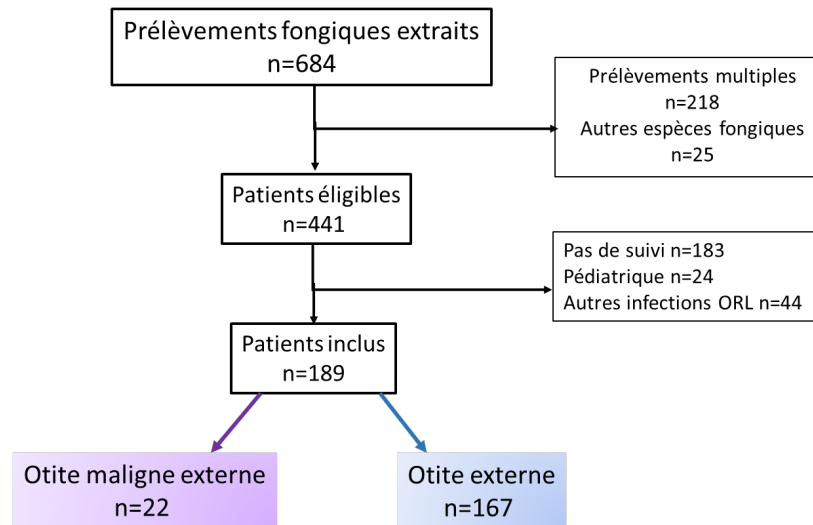 Prélèvements fongiques extraits
n=684
Prélèvements multiples
n=218
Autres espèces fongiques
n=25
Patients éligibles
n=441
Pas de suivi n=183
Pédiatrique n=24
Autres infections ORL n=44
Patients inclus
n=189
Otite maligne externe
n=22
Otite externe
n=167